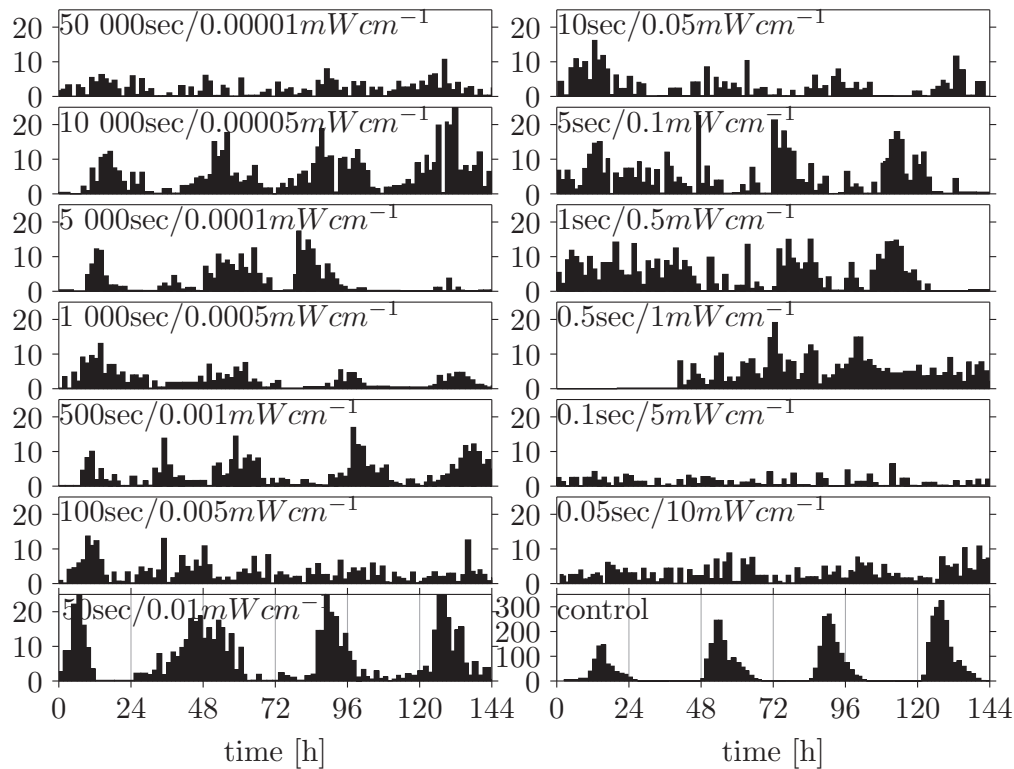 50 000sec/0.00001mWcm⁻¹
20
10
0
10 000sec/0.00005mWcm⁻¹
20
10
0
5 000sec/0.0001mWcm⁻¹
20
10
0
1 000sec/0.0005mWcm⁻¹
20
10
0
500sec/0.001mWcm⁻¹
20
10
0
100sec/0.005mWcm⁻¹
20
10
0
50sec/0.01mWcm⁻¹
20
10
0
0 24 48 72 96 120 144
time [h]
10sec/0.05mWcm⁻¹
20
10
0
5sec/0.1mWcm⁻¹
20
10
0
1sec/0.5mWcm⁻¹
20
10
0
0.5sec/1mWcm⁻¹
20
10
0
0.1sec/5mWcm⁻¹
20
10
0
0.05sec/10mWcm⁻¹
20
10
0
control
300
200
100
0
0 24 48 72 96 120 144
time [h]